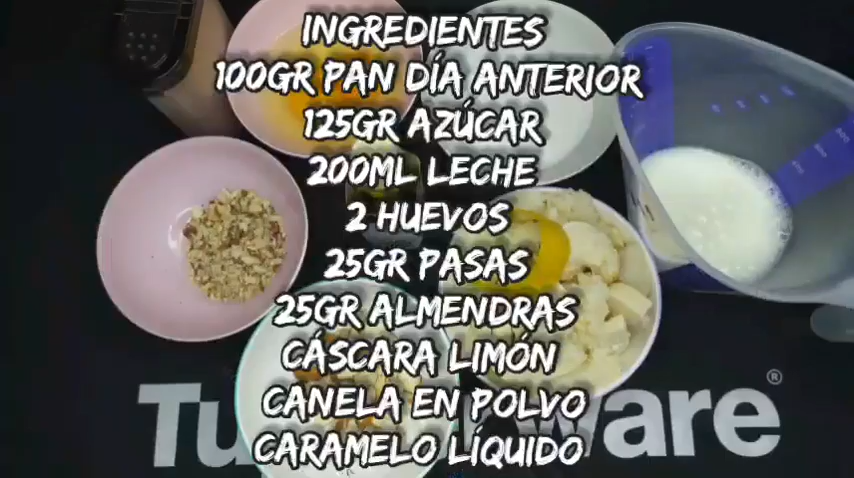 INGREDIENTES
100GR PAN DÍA ANTERIOR
125GR AZÚCAR
200ML LECHE
2 HUEVOS
25GR PASAS
25GR ALMENDRAS
CÁSCARA LIMÓN
CANELA EN POLVO
CARAMELO LÍQUIDO